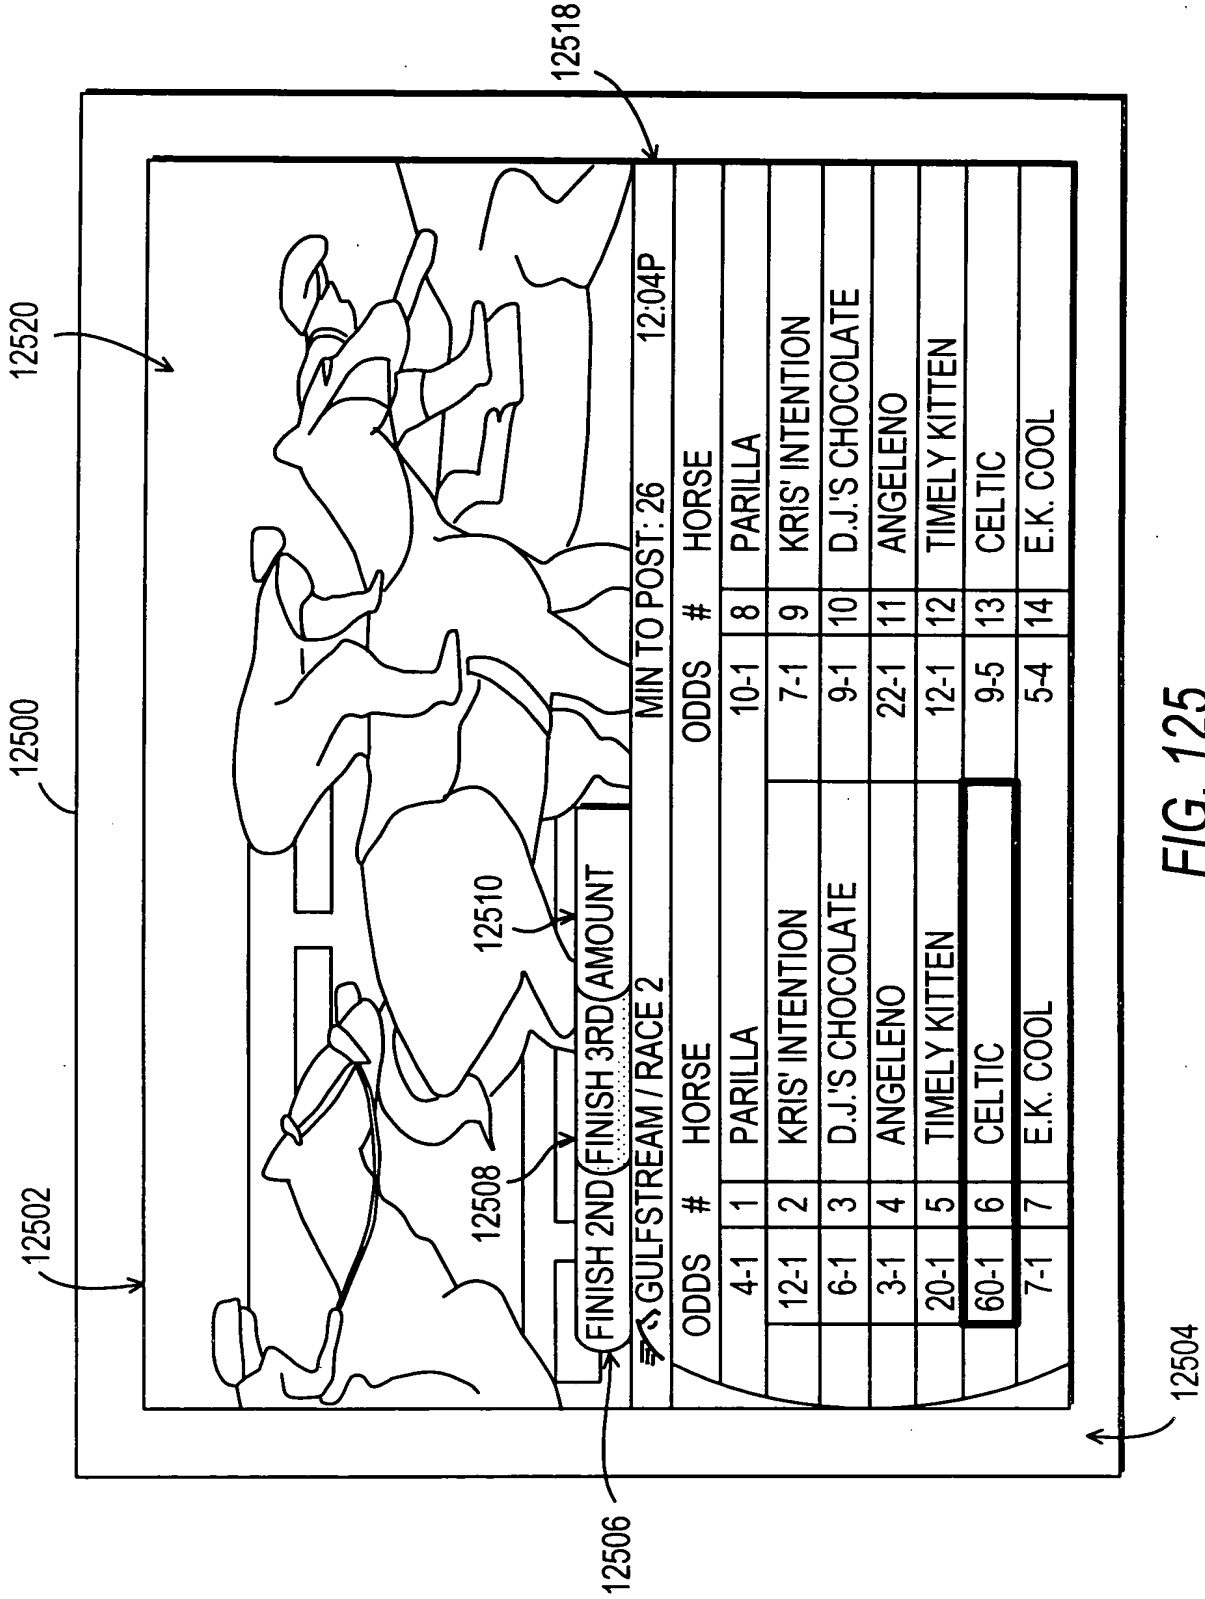 12500
12502
12520
12518
12508
12510
12506
FINISH 2ND FINISH 3RD AMOUNT
GULFSTREAM / RACE 2 MIN TO POST: 26 12:04P
ODDS # HORSE ODDS # HORSE
4-1 1 PARILLA 10-1 8 PARILLA
12-1 2 KRIS' INTENTION 7-1 9 KRIS' INTENTION
6-1 3 D.J.'S CHOCOLATE 9-1 10 D.J.'S CHOCOLATE
3-1 4 ANGELENO 22-1 11 ANGELENO
20-1 5 TIMELY KITTEN 12-1 12 TIMELY KITTEN
60-1 6 CELTIC 9-5 13 CELTIC
7-1 7 E.K. COOL 5-4 14 E.K. COOL
12504
FIG. 125